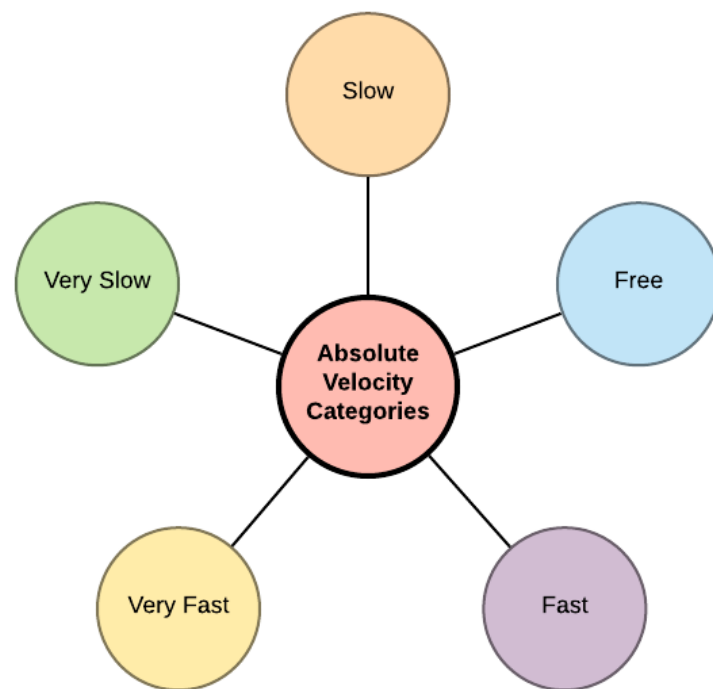 Slow
Very Slow
Free
Absolute
Velocity
Categories
Very Fast
Fast